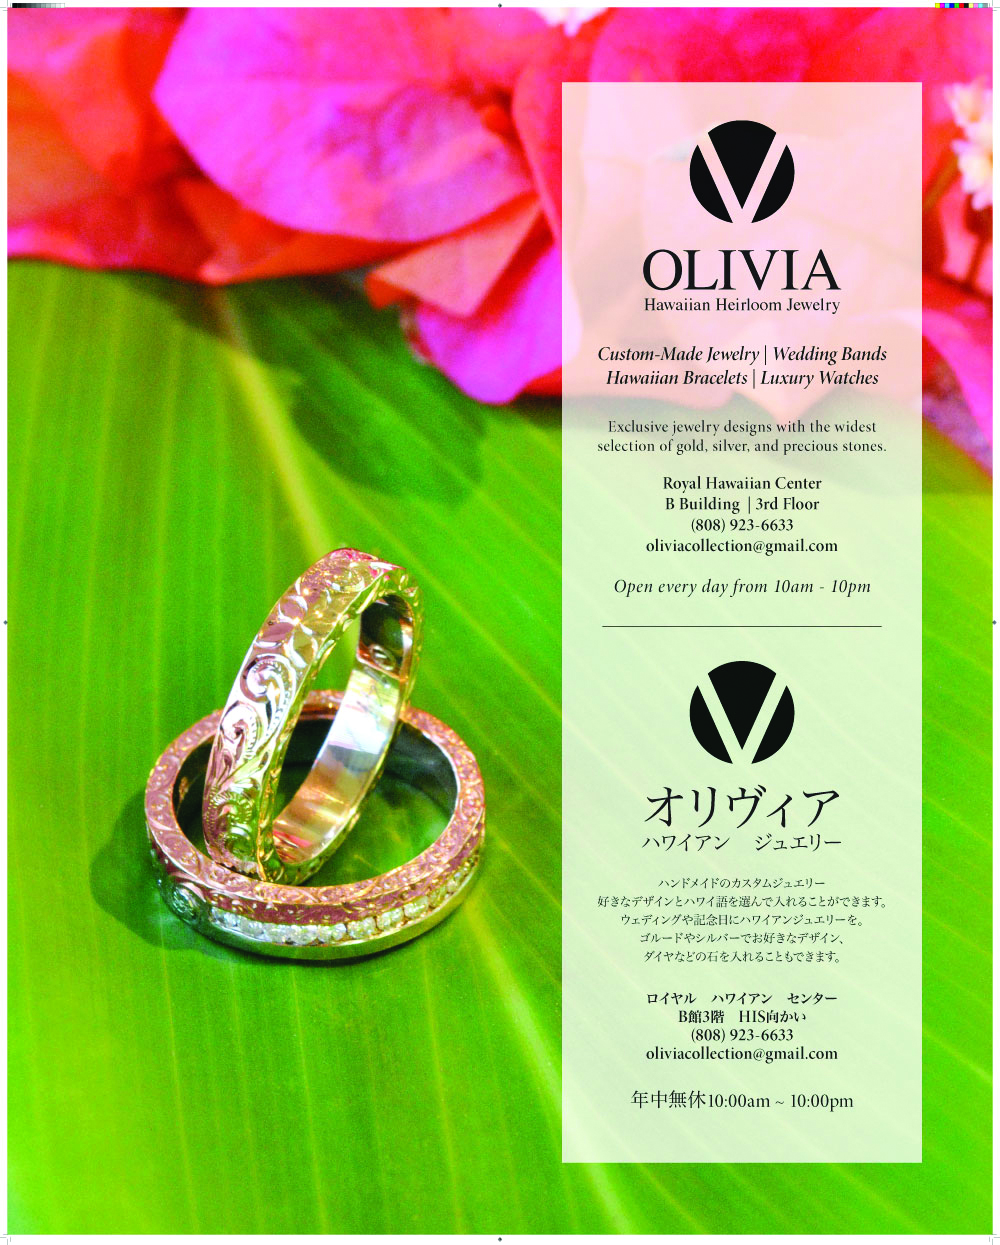 OLIVIA
Hawaiian Heirloom Jewelry
Custom-Made Jewelry | Wedding Bands
Hawaiian Bracelets | Luxury Watches
Exclusive jewelry designs with the widest
selection of gold, silver, and precious stones.
Royal Hawaiian Center
B Building | 3rd Floor
(808) 923-6633
oliviacollection@gmail.com
Open every day from 10am - 10pm
オリヴィア
ハワイアン　ジュエリー
ハンドメイドのカスタムジュエリー
好きなデザインとハワイ語を選んで入れることができます。
ウェディングや記念日にハワイアンジュエリーを。
ゴルードやシルバーでお好きなデザイン、
ダイヤなどの石を入れることもできます。
ロイヤル　ハワイアン　センター
B館3階　HIS向かい
(808) 923-6633
oliviacollection@gmail.com
年中無休10:00am ~ 10:00pm